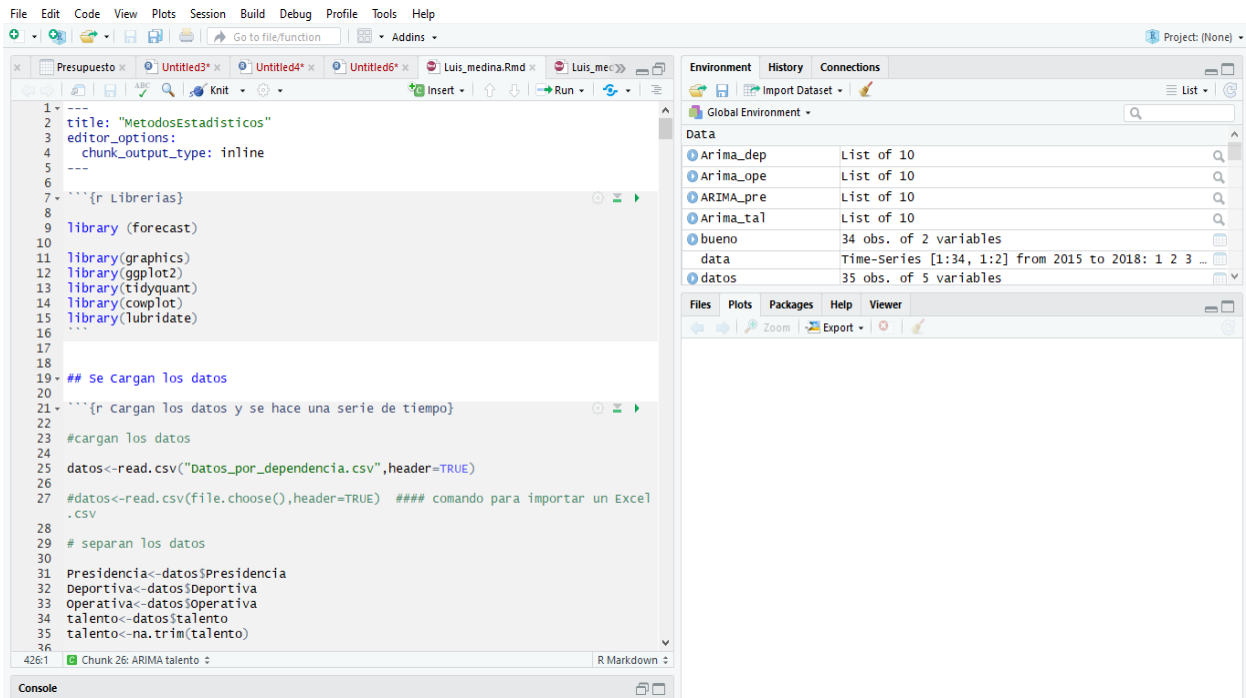 File Edit Code View Plots Session Build Debug Profile Tools Help
Go to file/function Addins Project: (None)
Presupuesto Untitled3* Untitled4* Untitled6* Luis_medina.Rmd Luis_mec
ABC Knit Insert Run
1 ---
2 title: "MetodosEstadisticos"
3 editor_options:
4 chunk_output_type: inline
5 ---
6
7 ```{r Librerias}
8
9 library (forecast)
10
11 library(graphics)
12 library(ggplot2)
13 library(tidyquant)
14 library(cowplot)
15 library(lubridate)
16 ```
17
18
19 ## Se Cargan los datos
20
21 ```{r Cargan los datos y se hace una serie de tiempo}
22
23 #cargan los datos
24
25 datos<-read.csv("Datos_por_dependencia.csv",header=TRUE)
26
27 #datos<-read.csv(file.choose(),header=TRUE) #### comando para importar un Excel
.csv
28
29 # separan los datos
30
31 Presidencia<-datos$Presidencia
32 Deportiva<-datos$Deportiva
33 Operativa<-datos$Operativa
34 talento<-datos$talento
35 talento<-na.trim(talento)
36
426:1 C Chunk 26: ARIMA talento R Markdown
Console
Environment History Connections
Import Dataset List
Global Environment
Data
Arima_dep List of 10
Arima_ope List of 10
ARIMA_pre List of 10
Arima_tal List of 10
bueno 34 obs. of 2 variables
data Time-Series [1:34, 1:2] from 2015 to 2018: 1 2 3 …
datos 35 obs. of 5 variables
Files Plots Packages Help Viewer
Zoom Export